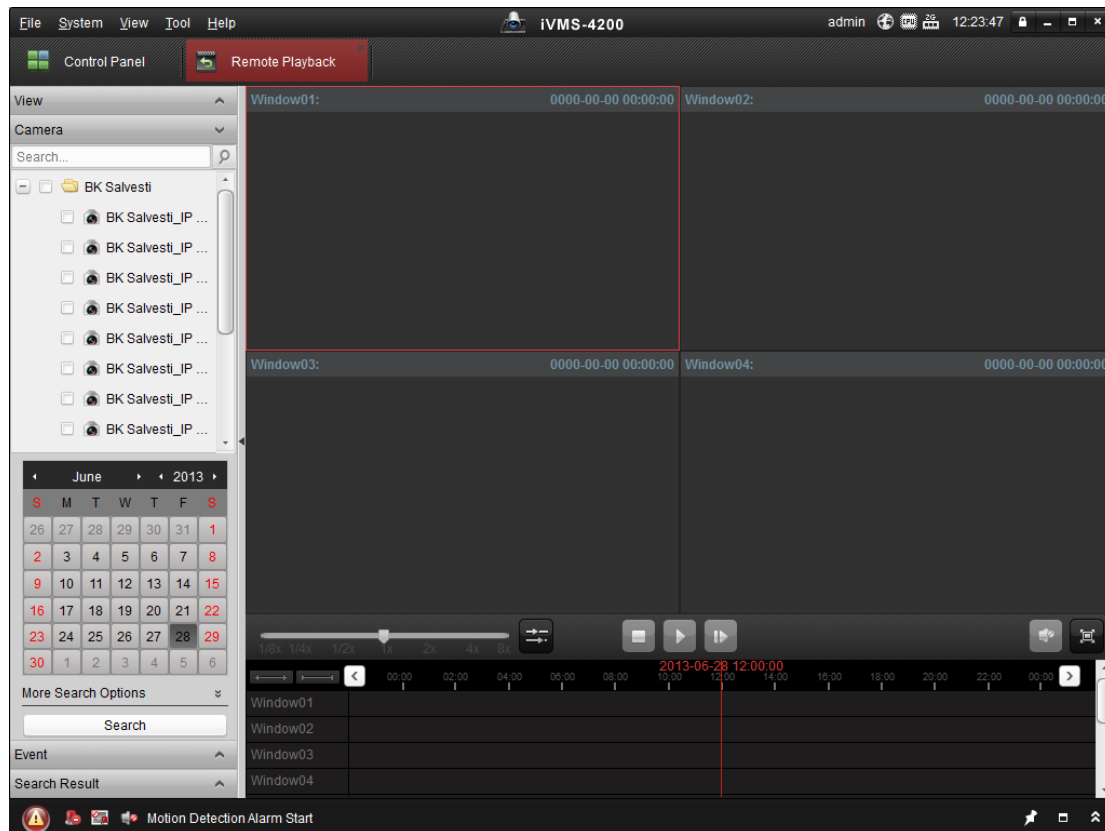 File System View Tool Help iVMS-4200 admin CPU 2G 12:23:47
Control Panel Remote Playback
View
Camera
Search...
BK Salvesti
BK Salvesti_IP ...
BK Salvesti_IP ...
BK Salvesti_IP ...
BK Salvesti_IP ...
BK Salvesti_IP ...
BK Salvesti_IP ...
BK Salvesti_IP ...
BK Salvesti_IP ...
June 2013
S M T W T F S
26 27 28 29 30 31 1
2 3 4 5 6 7 8
9 10 11 12 13 14 15
16 17 18 19 20 21 22
23 24 25 26 27 28 29
30 1 2 3 4 5 6
More Search Options
Search
Event
Search Result
Window01: 0000-00-00 00:00:00
Window02: 0000-00-00 00:00:00
Window03: 0000-00-00 00:00:00
Window04: 0000-00-00 00:00:00
1/8x 1/4x 1/2x 1x 2x 4x 8x
2013-06-28 12:00:00
00:00 02:00 04:00 06:00 08:00 10:00 12:00 14:00 16:00 18:00 20:00 22:00 00:00
Window01
Window02
Window03
Window04
Motion Detection Alarm Start